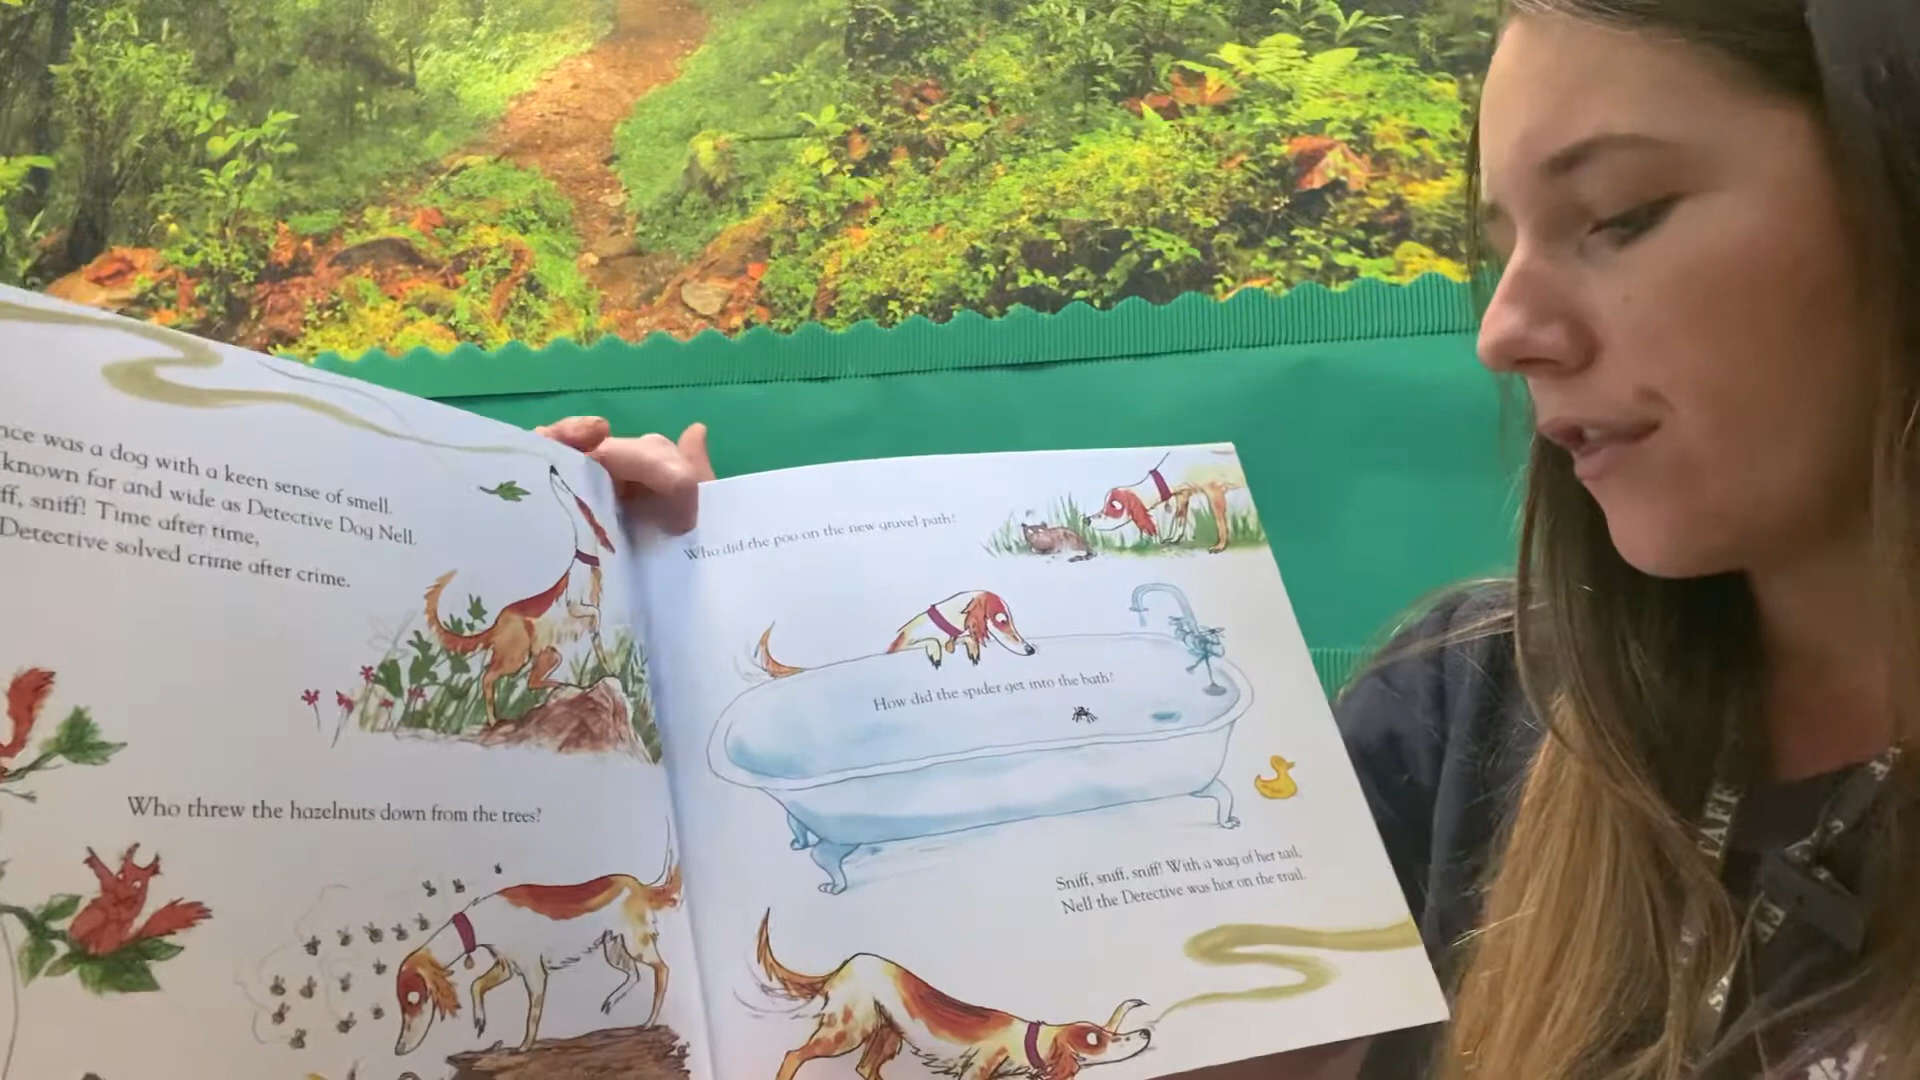 was a dog with a keen sense of smell.
known far and wide as Detective Dog Nell.
sniff! Time after time,
Detective solved crime after crime.
Who threw the hazelnuts down from the trees?
Who did the poo on the new gravel path?
How did the spider get into the bath?
Sniff, sniff, sniff! With a wag of her tail,
Nell the Detective was hot on the trail.
STAFF